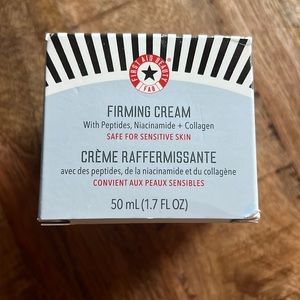 FIRST AID BEAUTY
FAB
FIRMING CREAM
With Peptides, Niacinamide + Collagen
SAFE FOR SENSITIVE SKIN
CRÈME RAFFERMISSANTE
avec des peptides, de la niacinamide et du collagène
CONVIENT AUX PEAUX SENSIBLES
50 mL (1.7 FL OZ)